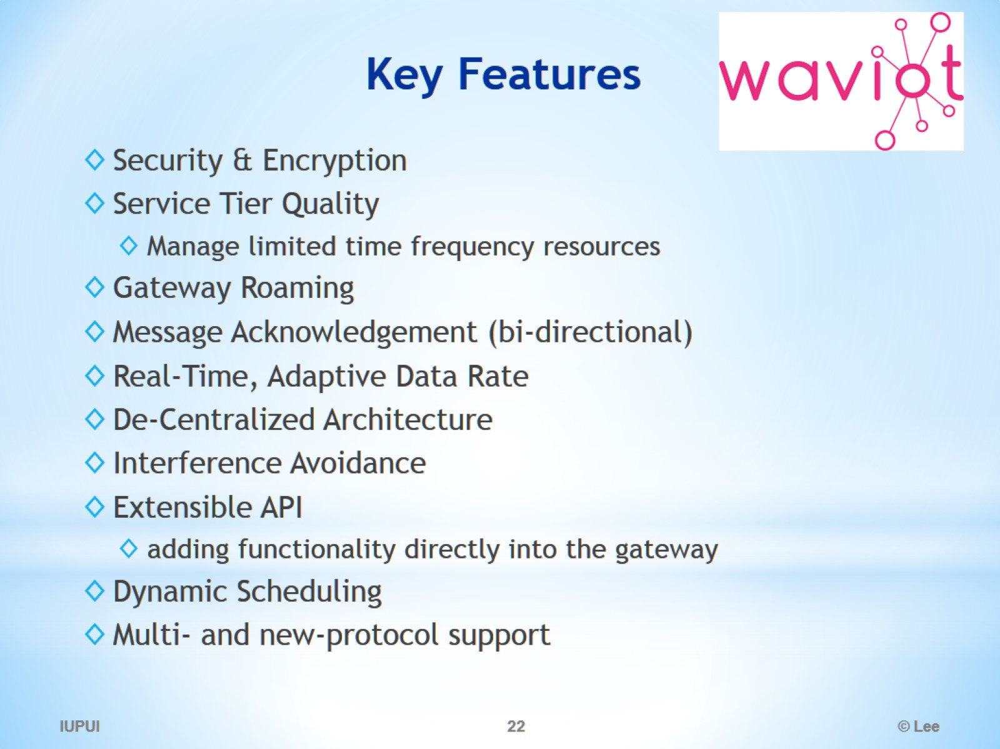 Key Features
waviot
Security & Encryption
Service Tier Quality
Manage limited time frequency resources
Gateway Roaming
Message Acknowledgement (bi-directional)
Real-Time, Adaptive Data Rate
De-Centralized Architecture
Interference Avoidance
Extensible API
adding functionality directly into the gateway
Dynamic Scheduling
Multi- and new-protocol support
IUPUI
22
© Lee